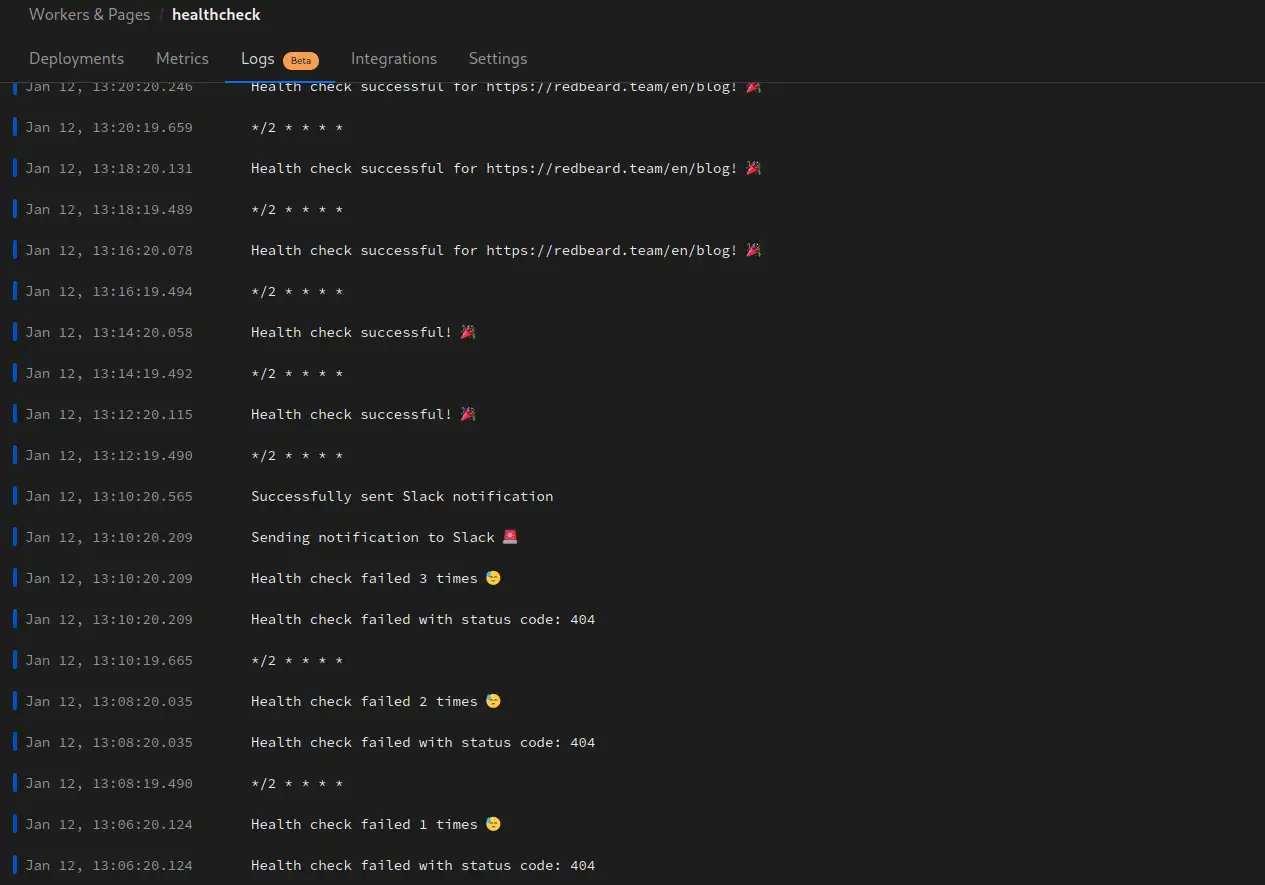 Workers & Pages / healthcheck
Deployments Metrics Logs Beta Integrations Settings
Jan 12, 13:20:20.246 Health check successful for https://redbeard.team/en/blog! 🎉
Jan 12, 13:20:19.659 */2 * * * *
Jan 12, 13:18:20.131 Health check successful for https://redbeard.team/en/blog! 🎉
Jan 12, 13:18:19.489 */2 * * * *
Jan 12, 13:16:20.078 Health check successful for https://redbeard.team/en/blog! 🎉
Jan 12, 13:16:19.494 */2 * * * *
Jan 12, 13:14:20.058 Health check successful! 🎉
Jan 12, 13:14:19.492 */2 * * * *
Jan 12, 13:12:20.115 Health check successful! 🎉
Jan 12, 13:12:19.490 */2 * * * *
Jan 12, 13:10:20.565 Successfully sent Slack notification
Jan 12, 13:10:20.209 Sending notification to Slack 🚨
Jan 12, 13:10:20.209 Health check failed 3 times 😓
Jan 12, 13:10:20.209 Health check failed with status code: 404
Jan 12, 13:10:19.665 */2 * * * *
Jan 12, 13:08:20.035 Health check failed 2 times 😓
Jan 12, 13:08:20.035 Health check failed with status code: 404
Jan 12, 13:08:19.490 */2 * * * *
Jan 12, 13:06:20.124 Health check failed 1 times 😓
Jan 12, 13:06:20.124 Health check failed with status code: 404